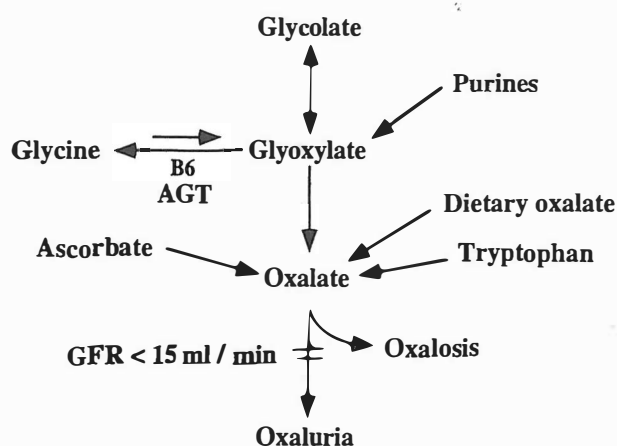 Glycolate
Purines
Glycine
Glyoxylate
B6
AGT
Dietary oxalate
Ascorbate
Tryptophan
Oxalate
GFR < 15 ml / min
Oxalosis
Oxaluria